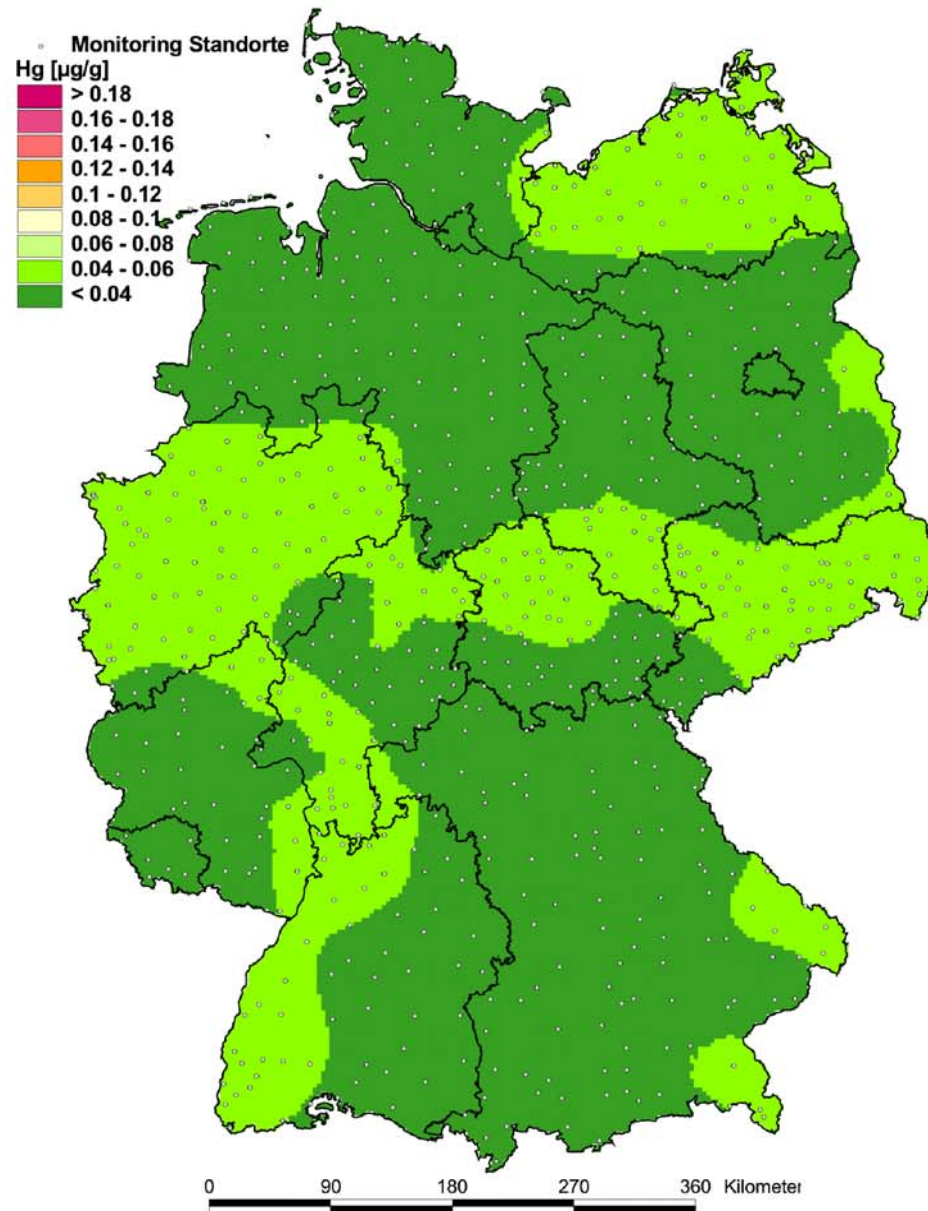 Monitoring Standorte
Hg [µg/g]
> 0.18
0.16 - 0.18
0.14 - 0.16
0.12 - 0.14
0.1 - 0.12
0.08 - 0.1
0.06 - 0.08
0.04 - 0.06
< 0.04
0 90 180 270 360 Kilometer